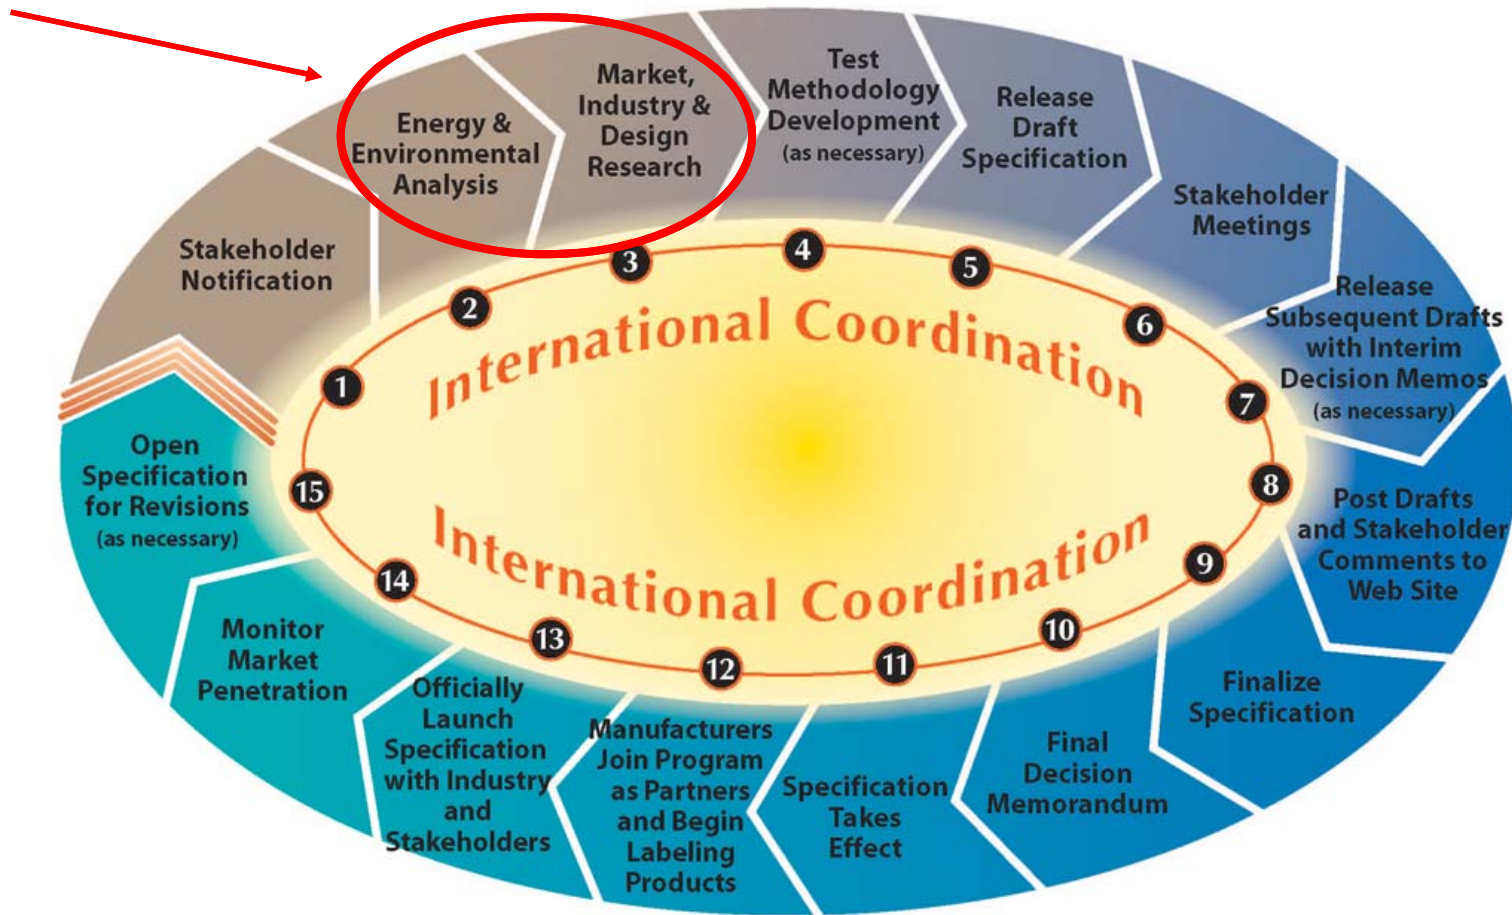 Stakeholder
Notification
Energy &
Environmental
Analysis
Market,
Industry &
Design
Research
Test
Methodology
Development
(as necessary)
Release
Draft
Specification
Stakeholder
Meetings
Release
Subsequent Drafts
with Interim
Decision Memos
(as necessary)
Post Drafts
and Stakeholder
Comments to
Web Site
Finalize
Specification
Final
Decision
Memorandum
Specification
Takes
Effect
Manufacturers
Join Program
as Partners
and Begin
Labeling
Products
Officially
Launch
Specification
with Industry
and
Stakeholders
Monitor
Market
Penetration
Open
Specification
for Revisions
(as necessary)
1
2
3
4
5
6
7
8
9
10
11
12
13
14
15
International Coordination
International Coordination